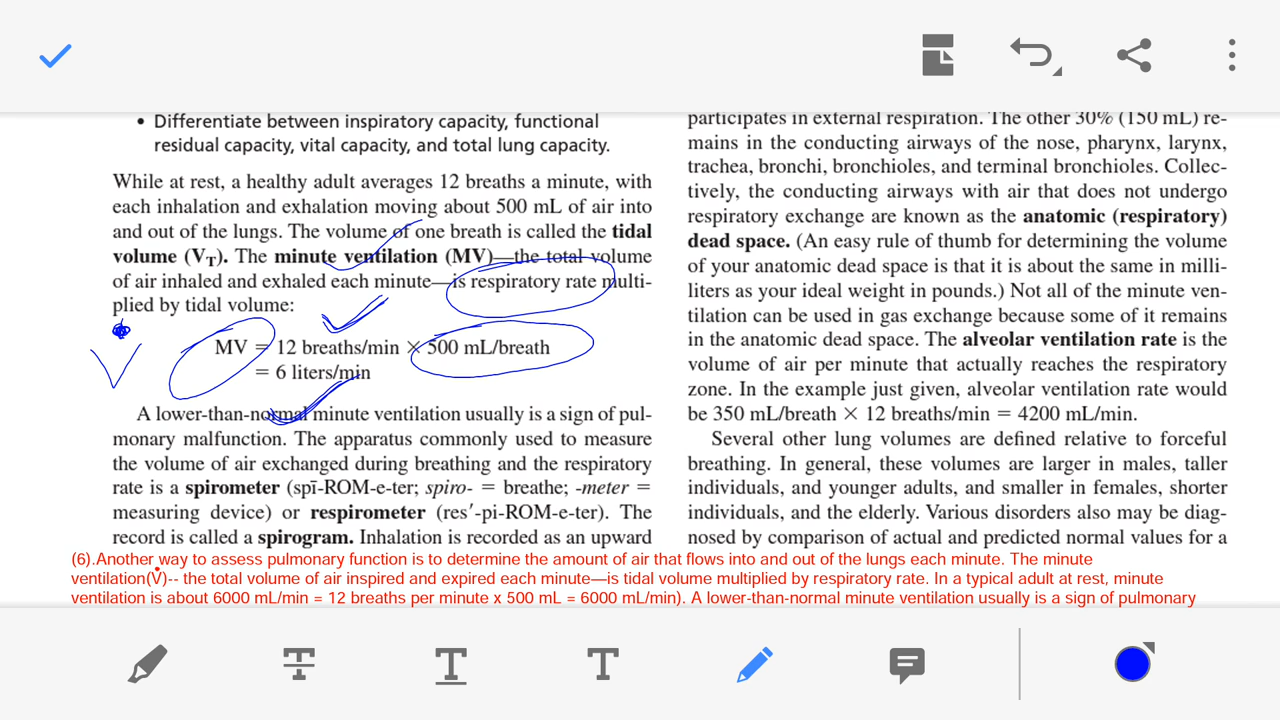 • Differentiate between inspiratory capacity, functional
residual capacity, vital capacity, and total lung capacity.
While at rest, a healthy adult averages 12 breaths a minute, with
each inhalation and exhalation moving about 500 mL of air into
and out of the lungs. The volume of one breath is called the tidal
volume (VT). The minute ventilation (MV)—the total volume
of air inhaled and exhaled each minute—is respiratory rate multi-
plied by tidal volume:
MV = 12 breaths/min × 500 mL/breath
= 6 liters/min
V̇
A lower-than-normal minute ventilation usually is a sign of pul-
monary malfunction. The apparatus commonly used to measure
the volume of air exchanged during breathing and the respiratory
rate is a spirometer (spī-ROM-e-ter; spiro- = breathe; -meter =
measuring device) or respirometer (res′-pi-ROM-e-ter). The
record is called a spirogram. Inhalation is recorded as an upward
participates in external respiration. The other 30% (150 mL) re-
mains in the conducting airways of the nose, pharynx, larynx,
trachea, bronchi, bronchioles, and terminal bronchioles. Collec-
tively, the conducting airways with air that does not undergo
respiratory exchange are known as the anatomic (respiratory)
dead space. (An easy rule of thumb for determining the volume
of your anatomic dead space is that it is about the same in milli-
liters as your ideal weight in pounds.) Not all of the minute ven-
tilation can be used in gas exchange because some of it remains
in the anatomic dead space. The alveolar ventilation rate is the
volume of air per minute that actually reaches the respiratory
zone. In the example just given, alveolar ventilation rate would
be 350 mL/breath × 12 breaths/min = 4200 mL/min.
Several other lung volumes are defined relative to forceful
breathing. In general, these volumes are larger in males, taller
individuals, and younger adults, and smaller in females, shorter
individuals, and the elderly. Various disorders also may be diag-
nosed by comparison of actual and predicted normal values for a
(6).Another way to assess pulmonary function is to determine the amount of air that flows into and out of the lungs each minute. The minute
ventilation(V̇)-- the total volume of air inspired and expired each minute—is tidal volume multiplied by respiratory rate. In a typical adult at rest, minute
ventilation is about 6000 mL/min = 12 breaths per minute x 500 mL = 6000 mL/min). A lower-than-normal minute ventilation usually is a sign of pulmonary
T
T
T